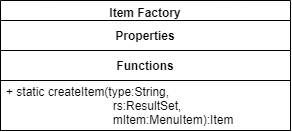 Item Factory
Properties
Functions
+ static createItem(type:String,
rs:ResultSet,
mItem:MenuItem):Item